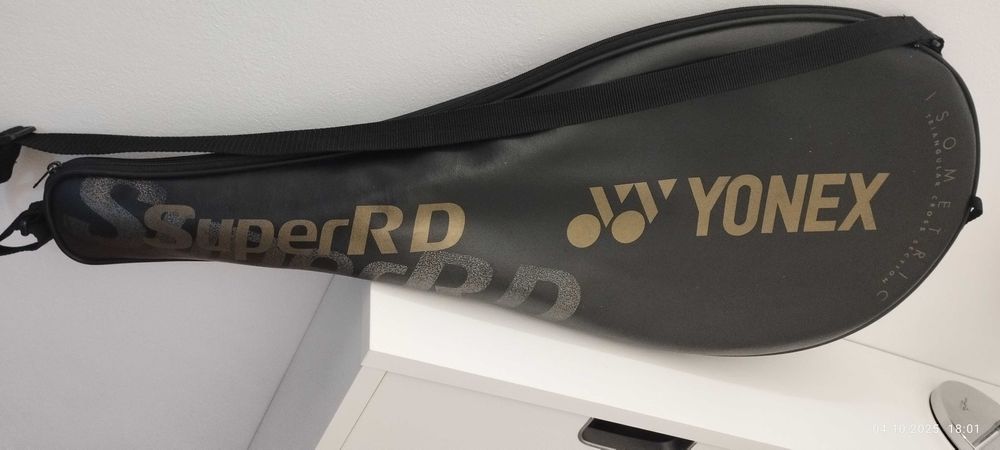 SuperRD
SuperRD
YONEX
ISOMETRIC
TRIANGULAR CROSS SECTION
04.10.2025 18:01